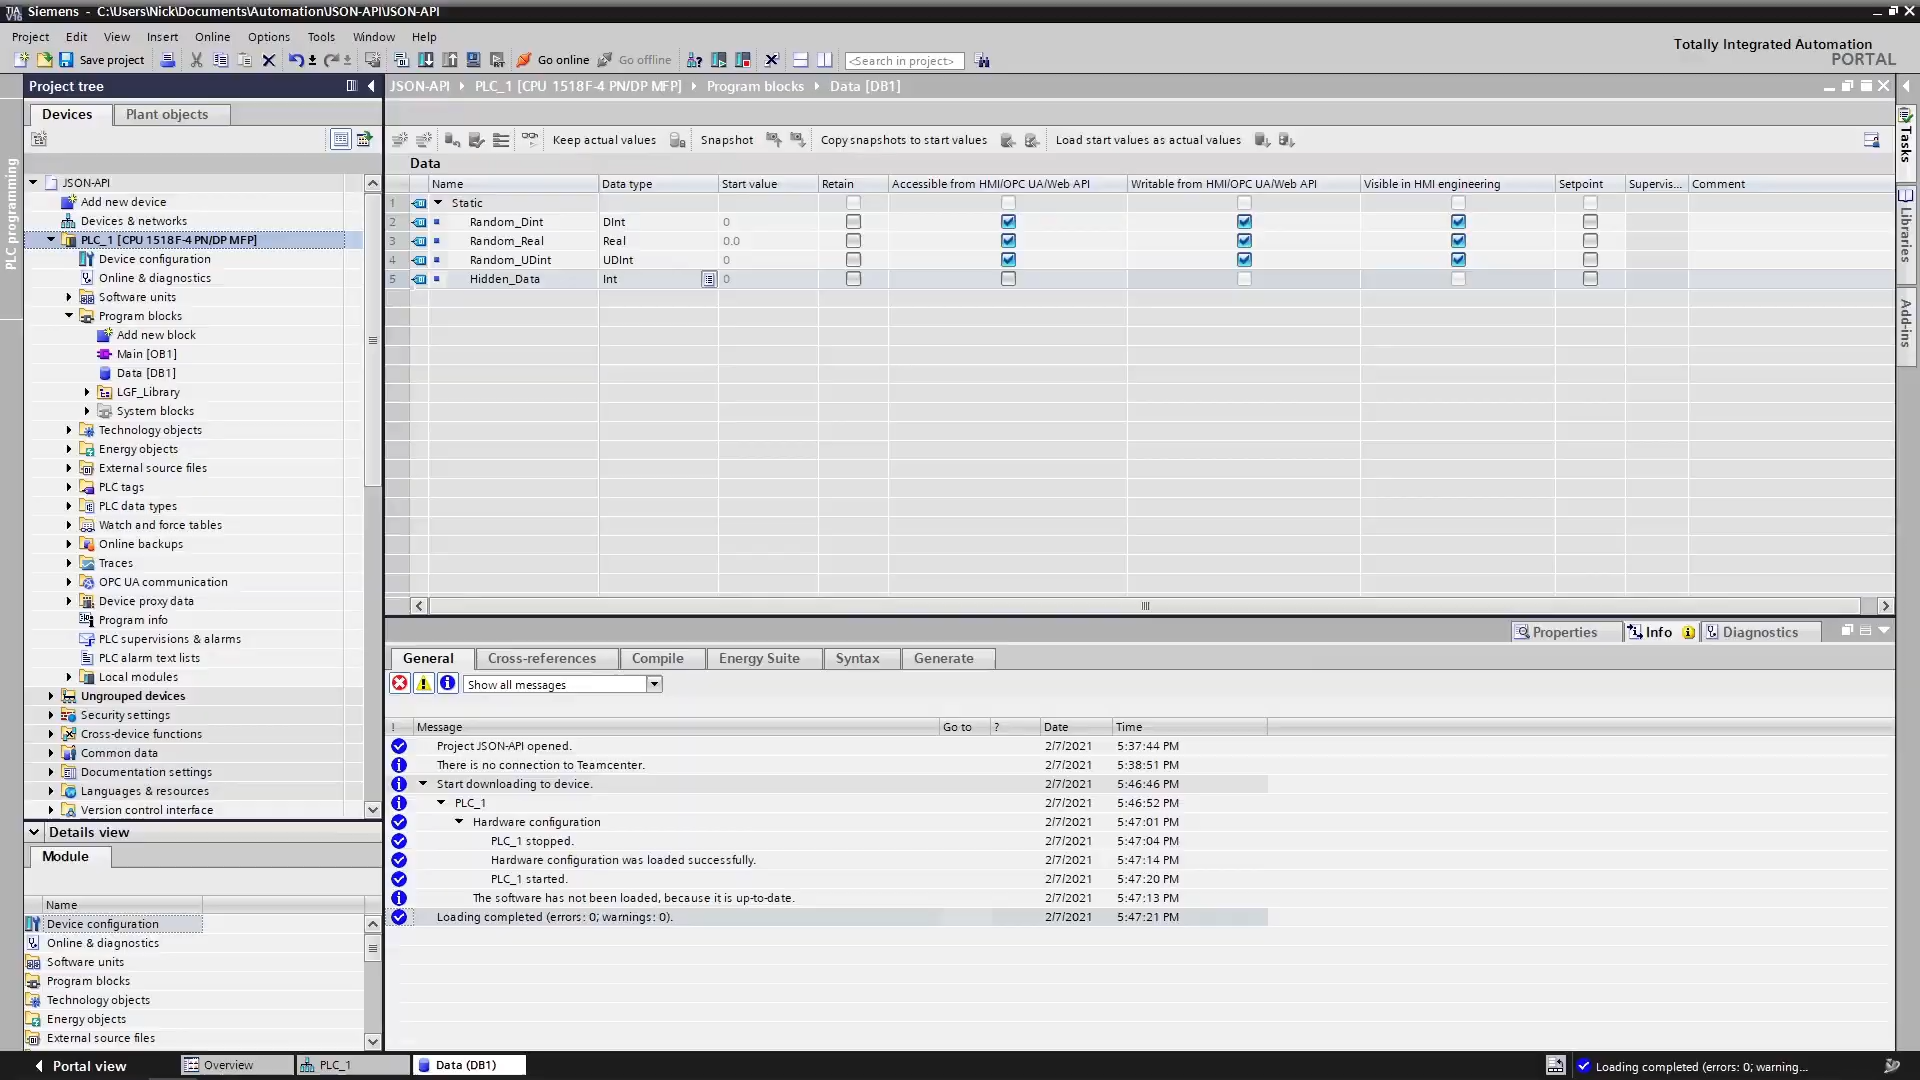 Siemens - C:\Users\Nick\Documents\Automation\JSON-API\JSON-API
Project Edit View Insert Online Options Tools Window Help
Totally Integrated Automation
PORTAL
Save project Go online Go offline <Search in project>
Project tree
JSON-API PLC_1 [CPU 1518F-4 PN/DP MFP] Program blocks Data [DB1]
Devices Plant objects
Keep actual values Snapshot Copy snapshots to start values Load start values as actual values
Data
Name Data type Start value Retain Accessible from HMI/OPC UA/Web API Writable from HMI/OPC UA/Web API Visible in HMI engineering Setpoint Supervis... Comment
1 Static
2 Random_Dint DInt 0
3 Random_Real Real 0.0
4 Random_UDint UDInt 0
5 Hidden_Data Int 0
PLC programming
JSON-API
Add new device
Devices & networks
PLC_1 [CPU 1518F-4 PN/DP MFP]
Device configuration
Online & diagnostics
Software units
Program blocks
Add new block
Main [OB1]
Data [DB1]
LGF_Library
System blocks
Technology objects
Energy objects
External source files
PLC tags
PLC data types
Watch and force tables
Online backups
Traces
OPC UA communication
Device proxy data
Program info
PLC supervisions & alarms
PLC alarm text lists
Local modules
Ungrouped devices
Security settings
Cross-device functions
Common data
Documentation settings
Languages & resources
Version control interface
Details view
Module
Name
Device configuration
Online & diagnostics
Software units
Program blocks
Technology objects
Energy objects
External source files
Tasks
Libraries
Add-ins
Properties Info Diagnostics
General Cross-references Compile Energy Suite Syntax Generate
Show all messages
! Message Go to ? Date Time
Project JSON-API opened. 2/7/2021 5:37:44 PM
There is no connection to Teamcenter. 2/7/2021 5:38:51 PM
Start downloading to device. 2/7/2021 5:46:46 PM
PLC_1 2/7/2021 5:46:52 PM
Hardware configuration 2/7/2021 5:47:01 PM
PLC_1 stopped. 2/7/2021 5:47:04 PM
Hardware configuration was loaded successfully. 2/7/2021 5:47:14 PM
PLC_1 started. 2/7/2021 5:47:20 PM
The software has not been loaded, because it is up-to-date. 2/7/2021 5:47:13 PM
Loading completed (errors: 0; warnings: 0). 2/7/2021 5:47:21 PM
Portal view Overview PLC_1 Data (DB1) Loading completed (errors: 0; warning...